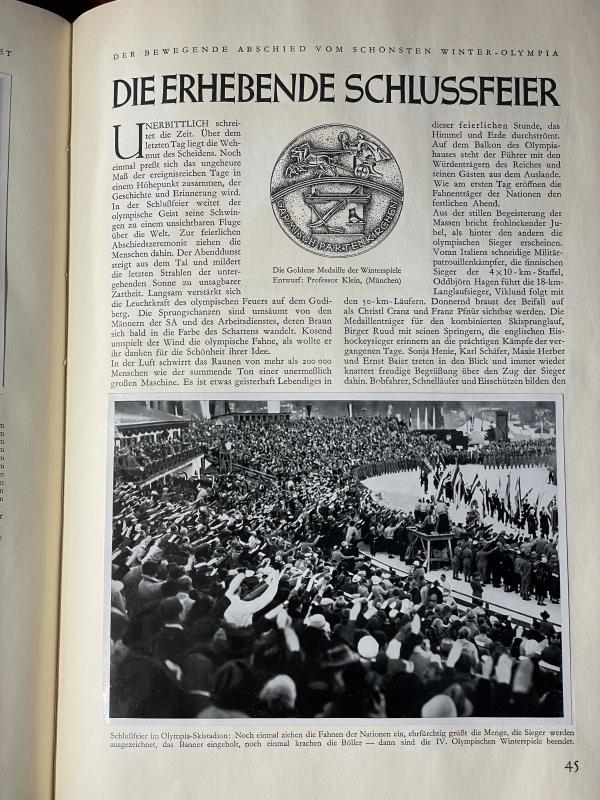 DER BEWEGENDE ABSCHIED VOM SCHÖNSTEN WINTER-OLYMPIA
DIE ERHEBENDE SCHLUSSFEIER
UNERBITTLICH schrei-
tet die Zeit. Über dem
letzten Tag liegt die Weh-
mut des Scheidens. Noch
einmal preßt sich das ungeheure
Maß der ereignisreichen Tage in
einem Höhepunkt zusammen, der
Geschichte und Erinnerung wird.
In der Schlußfeier weitet der
olympische Geist seine Schwin-
gen zu einem unsichtbaren Fluge
über die Welt. Zur feierlichen
Abschiedszeremonie ziehen die
Menschen dahin. Der Abenddunst
steigt aus dem Tal und mildert
die letzten Strahlen der unter-
gehenden Sonne zu unsagbarer
Zartheit. Langsam verstärkt sich
die Leuchtkraft des olympischen Feuers auf dem Gudi-
berg. Die Sprungschanzen sind umsäumt von den
Männern der SA und des Arbeitsdienstes, deren Braun
sich bald in die Farbe des Schattens wandelt. Kosend
umspielt der Wind die olympische Fahne, als wollte er
ihr danken für die Schönheit ihrer Idee.
In der Luft schwirrt das Raunen von mehr als 200 000
Menschen wie der summende Ton einer unermeßlich
großen Maschine. Es ist etwas geisterhaft Lebendiges in
GARMISCH-PARTENKIRCHEN
Die Goldene Medaille der Winterspiele
Entwurf: Professor Klein, (München)
dieser feierlichen Stunde, das
Himmel und Erde durchströmt.
Auf dem Balkon des Olympia-
hauses steht der Führer mit den
Würdenträgern des Reiches und
seinen Gästen aus dem Auslande.
Wie am ersten Tag eröffnen die
Fahnenträger der Nationen den
festlichen Abend.
Aus der stillen Begeisterung der
Massen bricht frohlockender Ju-
bel, als hinter den andern die
olympischen Sieger erscheinen.
Voran Italiens schneidige Militär-
patrouillenkämpfer, die finnischen
Sieger der 4×10-km-Staffel,
Oddbjörn Hagen führt die 18-km-
Langlaufsieger, Viklund folgt mit
den 50-km-Läufern. Donnernd braust der Beifall auf
als Christl Cranz und Franz Pfnür sichtbar werden. Die
Medaillenträger für den kombinierten Skisprunglauf,
Birger Ruud mit seinen Springern, die englischen Eis-
hockeysieger erinnern an die prächtigen Kämpfe der ver-
gangenen Tage. Sonja Henie, Karl Schäfer, Maxie Herber
und Ernst Baier treten in den Blick und immer wieder
knattert freudige Begrüßung über den Zug der Sieger
dahin. Bobfahrer, Schnelläufer und Eisschützen bilden den
Schlußfeier im Olympia-Skistadion: Noch einmal ziehen die Fahnen der Nationen ein, ehrfürchtig grüßt die Menge, die Sieger werden
ausgezeichnet, das Banner eingeholt, noch einmal krachen die Böller — dann sind die IV. Olympischen Winterspiele beendet.
45